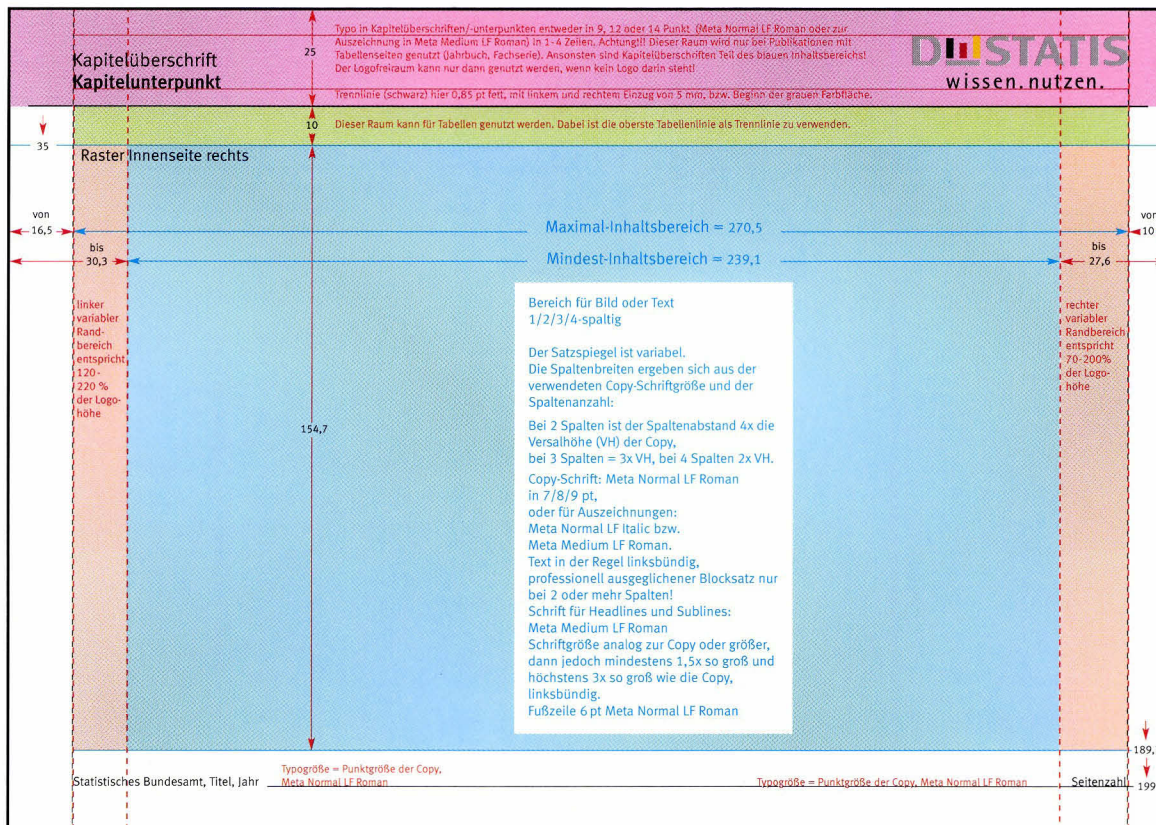 Typo in Kapitelüberschriften/-unterpunkten entweder in 9, 12 oder 14 Punkt (Meta Normal LF Roman oder zur
Auszeichnung in Meta Medium LF Roman) in 1-4 Zeilen. Achtung!!! Dieser Raum wird nur bei Publikationen mit
Tabellenseiten genutzt (Jahrbuch, Fachserie). Ansonsten sind Kapitelüberschriften Teil des blauen Inhaltsbereichs!
Der Logofreiraum kann nur dann genutzt werden, wenn kein Logo darin steht!
Trennlinie (schwarz) hier 0,85 pt fett, mit linkem und rechtem Einzug von 5 mm, bzw. Beginn der grauen Farbfläche.
25
Kapitelüberschrift
Kapitelunterpunkt
DESTATIS
wissen.nutzen.
10
Dieser Raum kann für Tabellen genutzt werden. Dabei ist die oberste Tabellenlinie als Trennlinie zu verwenden.
35
Raster Innenseite rechts
von
16,5
bis
30,3
Maximal-Inhaltsbereich = 270,5
Mindest-Inhaltsbereich = 239,1
von
10
bis
27,6
linker
variabler
Rand-
bereich
entspricht
120-
220 %
der Logo-
höhe
154,7
Bereich für Bild oder Text
1/2/3/4-spaltig
Der Satzspiegel ist variabel.
Die Spaltenbreiten ergeben sich aus der
verwendeten Copy-Schriftgröße und der
Spaltenanzahl:
Bei 2 Spalten ist der Spaltenabstand 4x die
Versalhöhe (VH) der Copy,
bei 3 Spalten = 3x VH, bei 4 Spalten 2x VH.
Copy-Schrift: Meta Normal LF Roman
in 7/8/9 pt,
oder für Auszeichnungen:
Meta Normal LF Italic bzw.
Meta Medium LF Roman.
Text in der Regel linksbündig,
professionell ausgeglichener Blocksatz nur
bei 2 oder mehr Spalten!
Schrift für Headlines und Sublines:
Meta Medium LF Roman
Schriftgröße analog zur Copy oder größer,
dann jedoch mindestens 1,5x so groß und
höchstens 3x so groß wie die Copy,
linksbündig.
Fußzeile 6 pt Meta Normal LF Roman
rechter
variabler
Randbereich
entspricht
70-200%
der Logo-
höhe
189,
Statistisches Bundesamt, Titel, Jahr
Typogröße = Punktgröße der Copy,
Meta Normal LF Roman
Typogröße = Punktgröße der Copy, Meta Normal LF Roman
Seitenzahl
199